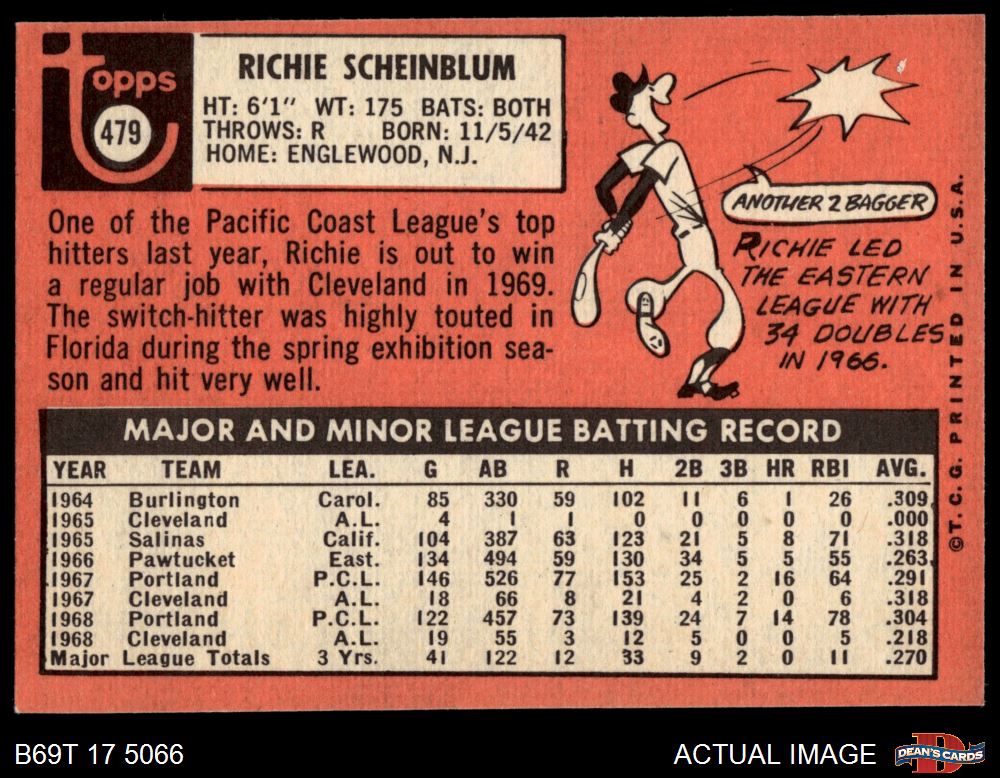 topps
479
RICHIE SCHEINBLUM
HT: 6'1" WT: 175 BATS: BOTH
THROWS: R BORN: 11/5/42
HOME: ENGLEWOOD, N.J.
One of the Pacific Coast League's top
hitters last year, Richie is out to win
a regular job with Cleveland in 1969.
The switch-hitter was highly touted in
Florida during the spring exhibition sea-
son and hit very well.
ANOTHER 2 BAGGER
RICHIE LED
THE EASTERN
LEAGUE WITH
34 DOUBLES
IN 1966.
©T.C.G. PRINTED IN U.S.A.
MAJOR AND MINOR LEAGUE BATTING RECORD
YEAR TEAM LEA. G AB R H 2B 3B HR RBI AVG.
1964 Burlington Carol. 85 330 59 102 11 6 1 26 .309
1965 Cleveland A.L. 4 1 1 0 0 0 0 0 .000
1965 Salinas Calif. 104 387 63 123 21 5 8 71 .318
1966 Pawtucket East. 134 494 59 130 34 5 5 55 .263
1967 Portland P.C.L. 146 526 77 153 25 2 16 64 .291
1967 Cleveland A.L. 18 66 8 21 4 2 0 6 .318
1968 Portland P.C.L. 122 457 73 139 24 7 14 78 .304
1968 Cleveland A.L. 19 55 3 12 5 0 0 5 .218
Major League Totals 3 Yrs. 41 122 12 33 9 2 0 11 .270
B69T 17 5066
ACTUAL IMAGE
D
DEAN'S CARDS